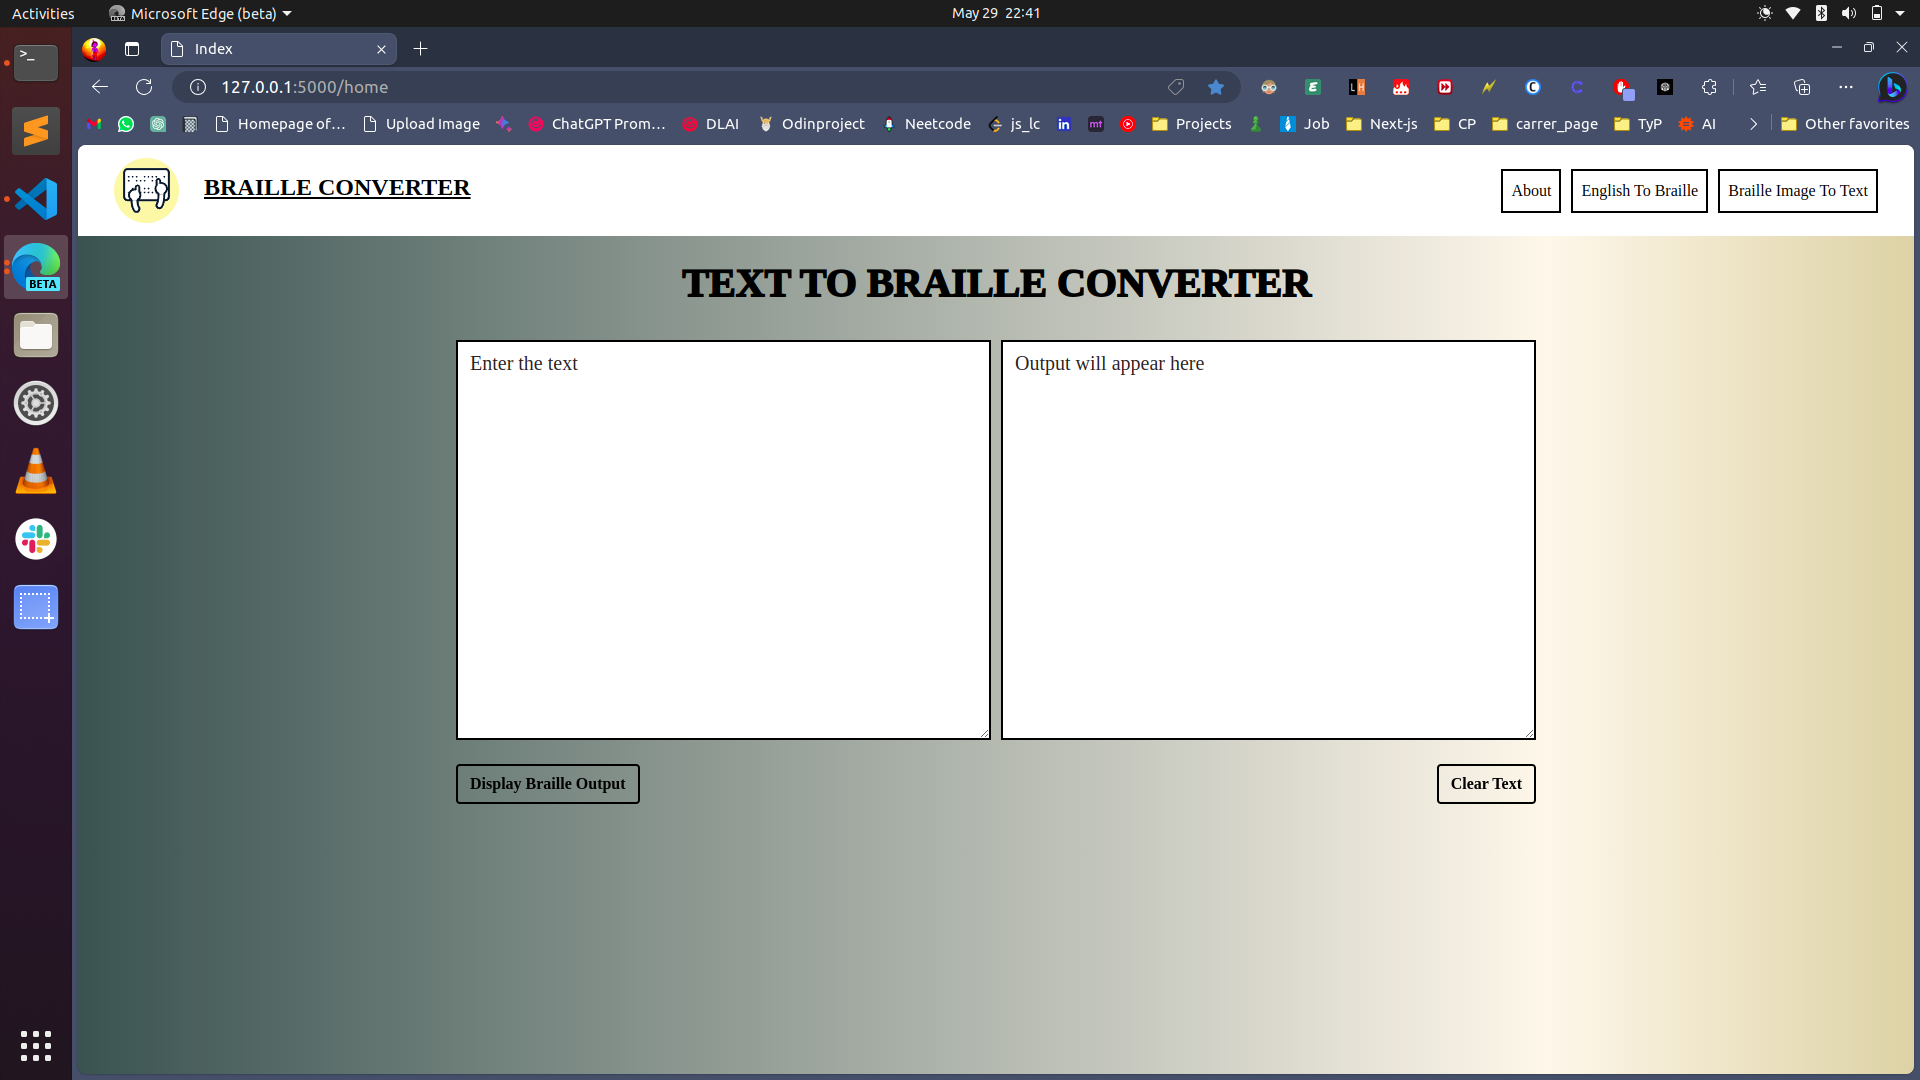 Activities
Microsoft Edge (beta)
May 29 22:41
>_
Index
127.0.0.1:5000/home
Homepage of…
Upload Image
ChatGPT Prom…
DLAI
Odinproject
Neetcode
js_lc
in
mt
Projects
Job
Next-js
CP
carrer_page
TyP
AI
Other favorites
BETA
BRAILLE CONVERTER
About
English To Braille
Braille Image To Text
TEXT TO BRAILLE CONVERTER
Enter the text
Output will appear here
Display Braille Output
Clear Text